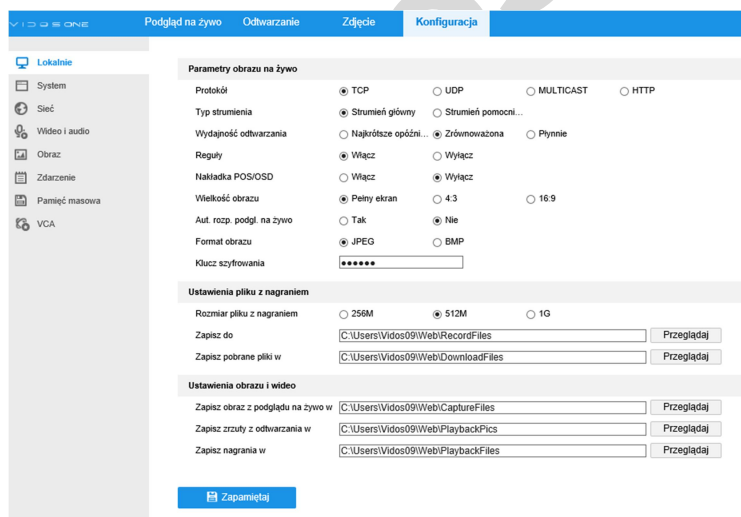 VIDOS ONE Podgląd na żywo Odtwarzanie Zdjęcie Konfiguracja
Lokalnie
System
Sieć
Wideo i audio
Obraz
Zdarzenie
Pamięć masowa
VCA
Parametry obrazu na żywo
Protokół TCP UDP MULTICAST HTTP
Typ strumienia Strumień główny Strumień pomocni...
Wydajność odtwarzania Najkrótsze opóźni... Zrównoważona Płynnie
Reguły Włącz Wyłącz
Nakładka POS/OSD Włącz Wyłącz
Wielkość obrazu Pełny ekran 4:3 16:9
Aut. rozp. podgl. na żywo Tak Nie
Format obrazu JPEG BMP
Klucz szyfrowania ●●●●●●
Ustawienia pliku z nagraniem
Rozmiar pliku z nagraniem 256M 512M 1G
Zapisz do C:\Users\Vidos09\Web\RecordFiles Przeglądaj
Zapisz pobrane pliki w C:\Users\Vidos09\Web\DownloadFiles Przeglądaj
Ustawienia obrazu i wideo
Zapisz obraz z podglądu na żywo w C:\Users\Vidos09\Web\CaptureFiles Przeglądaj
Zapisz zrzuty z odtwarzania w C:\Users\Vidos09\Web\PlaybackPics Przeglądaj
Zapisz nagrania w C:\Users\Vidos09\Web\PlaybackFiles Przeglądaj
Zapamiętaj